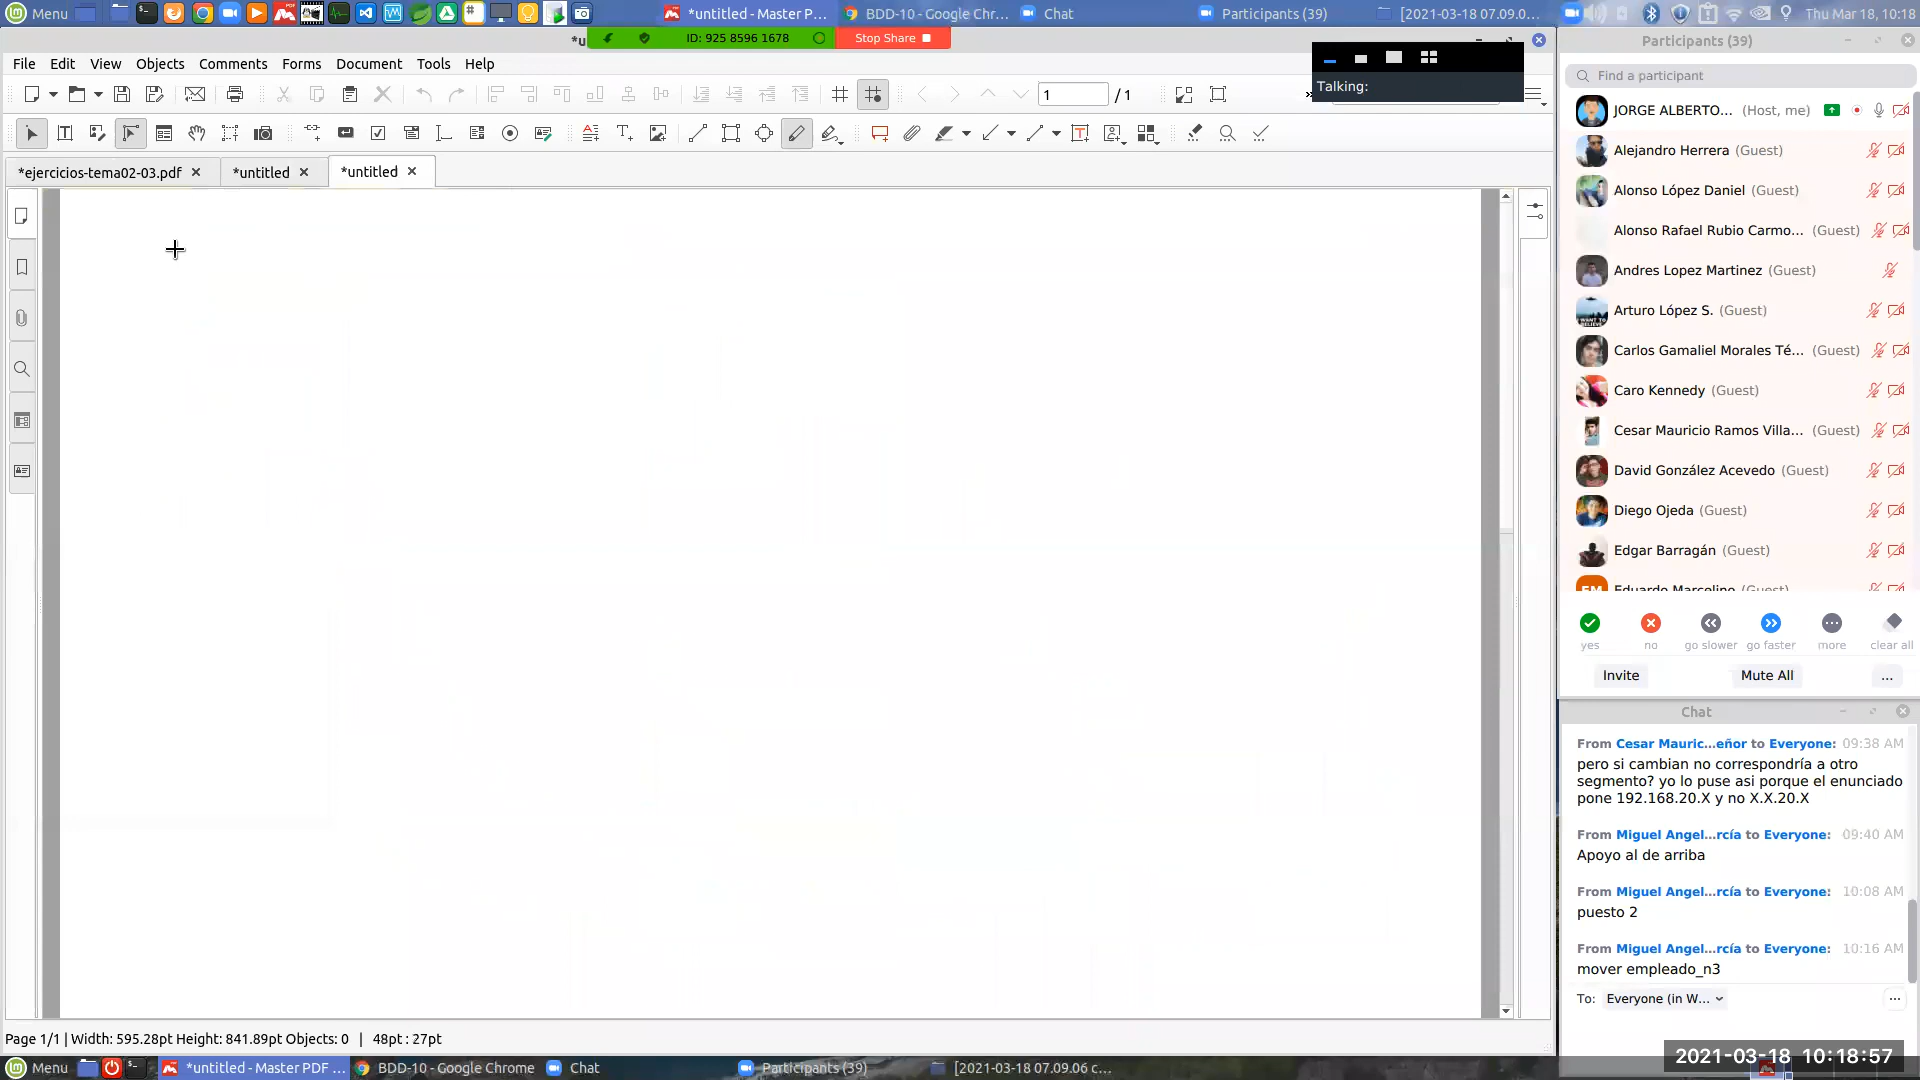 Menu
*untitled - Master P...
BDD-10 - Google Chr...
Chat
Participants (39)
[2021-03-18 07.09.0...
Thu Mar 18, 10:18
*u
ID: 925 8596 1678
Stop Share
Talking:
File Edit View Objects Comments Forms Document Tools Help
1 / 1
*ejercicios-tema02-03.pdf
*untitled
*untitled
Page 1/1 | Width: 595.28pt Height: 841.89pt Objects: 0 | 48pt : 27pt
Participants (39)
Find a participant
JORGE ALBERTO... (Host, me)
Alejandro Herrera (Guest)
Alonso López Daniel (Guest)
Alonso Rafael Rubio Carmo... (Guest)
Andres Lopez Martinez (Guest)
Arturo López S. (Guest)
Carlos Gamaliel Morales Té... (Guest)
Caro Kennedy (Guest)
Cesar Mauricio Ramos Villa... (Guest)
David González Acevedo (Guest)
Diego Ojeda (Guest)
Edgar Barragán (Guest)
EM Eduardo Marcelino (Guest)
yes no go slower go faster more clear all
Invite Mute All ...
Chat
From Cesar Mauric...eñor to Everyone: 09:38 AM
pero si cambian no correspondría a otro
segmento? yo lo puse asi porque el enunciado
pone 192.168.20.X y no X.X.20.X
From Miguel Angel...rcía to Everyone: 09:40 AM
Apoyo al de arriba
From Miguel Angel...rcía to Everyone: 10:08 AM
puesto 2
From Miguel Angel...rcía to Everyone: 10:16 AM
mover empleado_n3
To: Everyone (in W...
2021-03-18 10:18:57
Menu
*untitled - Master PDF ...
BDD-10 - Google Chrome
Chat
Participants (39)
[2021-03-18 07.09.06 c...